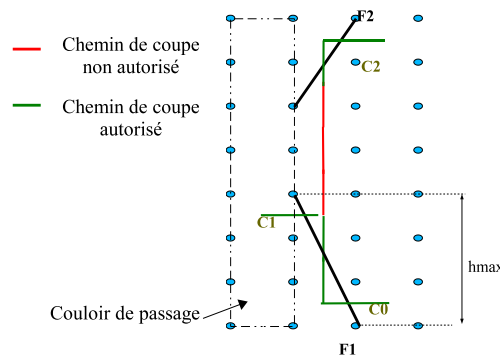 F2
Chemin de coupe
non autorisé
C2
Chemin de coupe
autorisé
C1
hmax
Couloir de passage
C0
F1